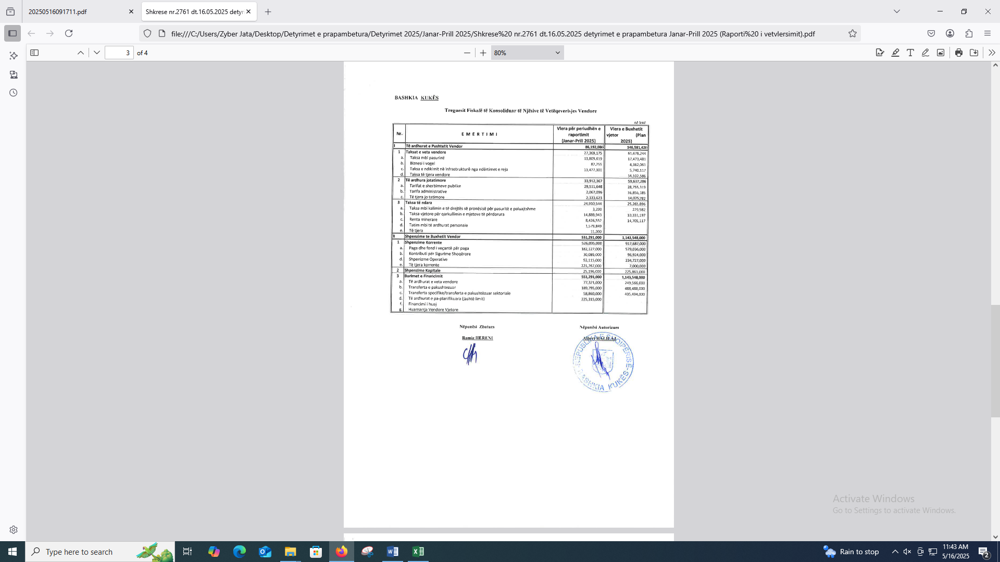 20250516091711.pdf
Shkrese nr.2761 dt.16.05.2025 detyr
file:///C:/Users/Zyber Jata/Desktop/Detyrimet e prapambetura/Detyrimet 2025/Janar-Prill 2025/Shkrese%20 nr.2761 dt.16.05.2025 detyrimet e prapambetura Janar-Prill 2025 (Raporti%20 i vetvlersimit).pdf
3 of 4
80%
BASHKIA KUKËS
Treguesit Fiskalë të Konsoliduar të Njësive të Vetëqeverisjes Vendore
në lekë
Nr. E M E R T I M I Vlera për periudhën e raportimit (Janar-Prill 2025) Vlera e Buxhetit vjetor (Plan 2025)
I Të ardhurat e Pushtetit Vendor 86,192,086 146,581,426
1 Taksat e veta vendore 27,369,175 61,678,244
a. Taksa mbi pasurinë 13,809,619 17,473,481
b. Biznesi i vogel 82,255 4,362,061
c. Taksa e ndikimit në infrastrukturë nga ndërtimet e reja 13,477,301 5,740,117
d. Taksa të tjera vendore 34,102,586
2 Të ardhura jotatimore 33,912,367 59,637,286
a. Tarifat e sherbimeve publike 29,511,648 28,755,319
b. Tarifa administrative 2,067,096 16,856,185
c. Të tjera jo tatimore 2,333,623 14,025,782
3 Taksa të ndara 24,910,544 25,265,896
a. Taksa mbi kalimin e të drejtës së pronësisë për pasuritë e paluajtshme 3,200 229,582
b. Taksa vjetore për qarkullimin e mjeteve të përdorura 14,889,943 10,331,197
c. Renta minerare 8,426,552 14,705,117
d. Tatim mbi të ardhurat personale 1,579,849
e. Të tjera 11,000
II Shpenzime te Buxhetit Vendor 551,291,000 1,143,548,000
1 Shpenzime Korrente 526,095,000 917,687,000
a. Paga dhe fond i veçantë për paga 182,127,000 579,036,000
b. Kontributi për Sigurime Shoqërore 30,086,000 96,924,000
d. Shpenizme Operative 92,115,000 234,727,000
e. Të tjera korrente 221,767,000 7,000,000
2 Shpenzime Kapitale 25,196,000 225,861,000
3 Burimet e Financimit 551,291,000 1,143,548,000
a. Të ardhurat e veta vendore 77,321,000 249,566,000
b. Transferta e pakushtezuar 189,795,000 488,488,000
c. Transferta specifike/transferta e pakushtëzuar sektoriale 58,860,000 405,494,000
d. Të ardhurat e pa-planifikuara (jashtë limit) 225,315,000
f. Financimi i huaj
g. Huamarrja Vendore Vjetore
Nëpunësi Zbatues Nëpunësi Autorizues
Ramiz HERENI Albert HALILAJ
REPUBLIKA E SHQIPËRISË
BASHKIA KUKËS
Activate Windows
Go to Settings to activate Windows.
Type here to search
Rain to stop
11:43 AM
5/16/2025
2